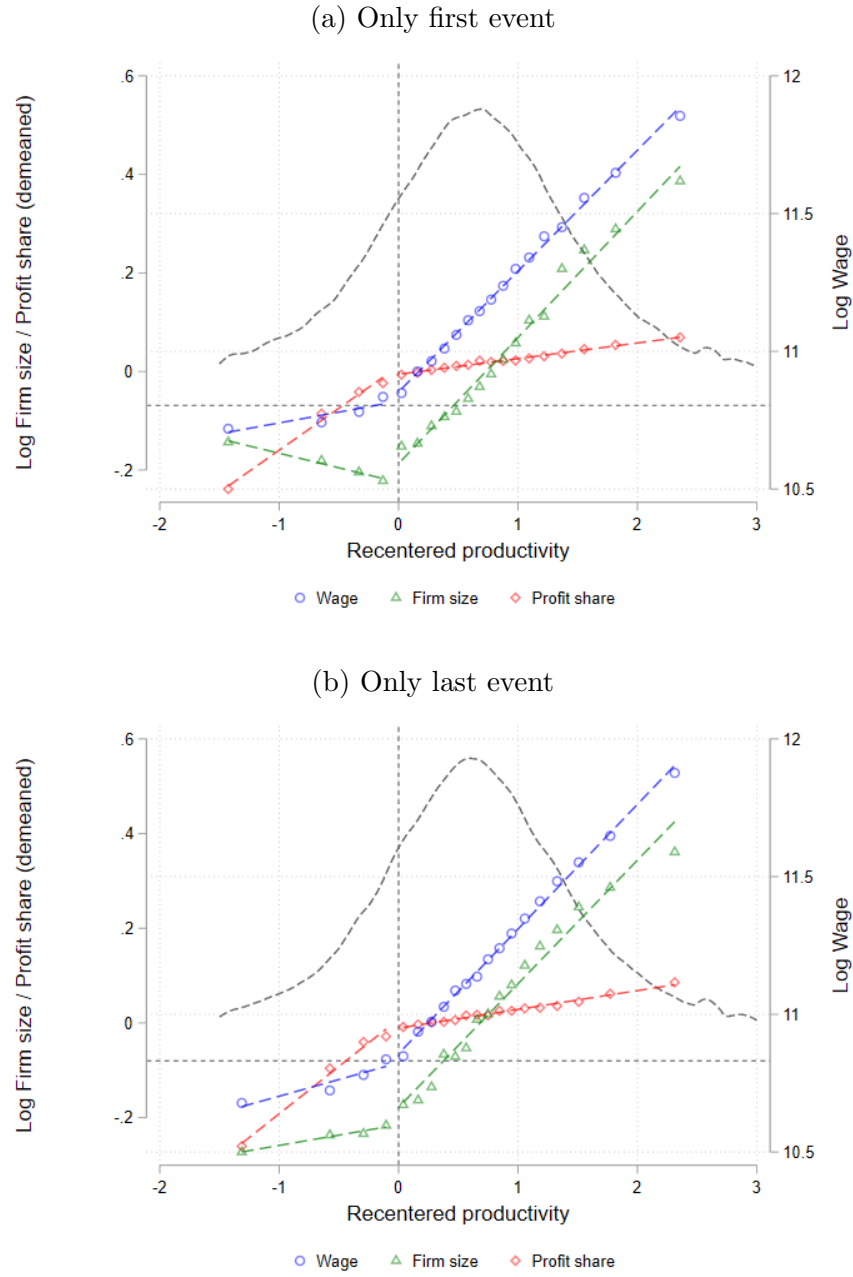 (a) Only first event
Log Firm size / Profit share (demeaned)
.6
.4
.2
0
-.2
12
11.5
11
10.5
Log Wage
-2 -1 0 1 2 3
Recentered productivity
Wage Firm size Profit share
(b) Only last event
Log Firm size / Profit share (demeaned)
.6
.4
.2
0
-.2
12
11.5
11
10.5
Log Wage
-2 -1 0 1 2 3
Recentered productivity
Wage Firm size Profit share